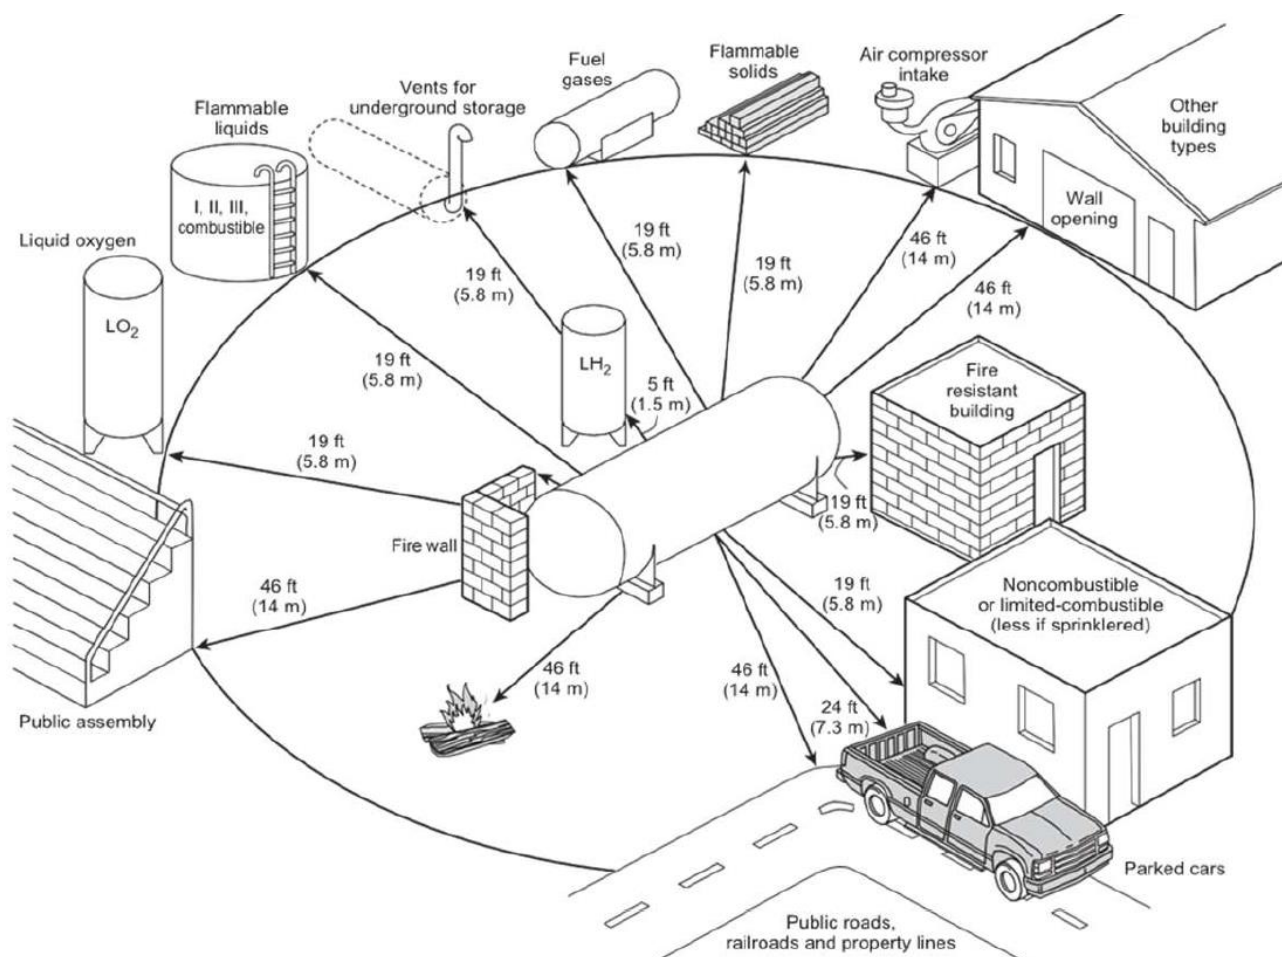 Fuel
gases
Flammable
solids
Air compressor
intake
Vents for
underground storage
Flammable
liquids
Other
building
types
I, II, III,
combustible
Wall
opening
Liquid oxygen
19 ft
(5.8 m)
19 ft
(5.8 m)
19 ft
(5.8 m)
46 ft
(14 m)
46 ft
(14 m)
LO2
19 ft
(5.8 m)
LH2
5 ft
(1.5 m)
Fire
resistant
building
19 ft
(5.8 m)
19 ft
(5.8 m)
Fire wall
46 ft
(14 m)
19 ft
(5.8 m)
Noncombustible
or limited-combustible
(less if sprinklered)
46 ft
(14 m)
46 ft
(14 m)
24 ft
(7.3 m)
Public assembly
Parked cars
Public roads,
railroads and property lines